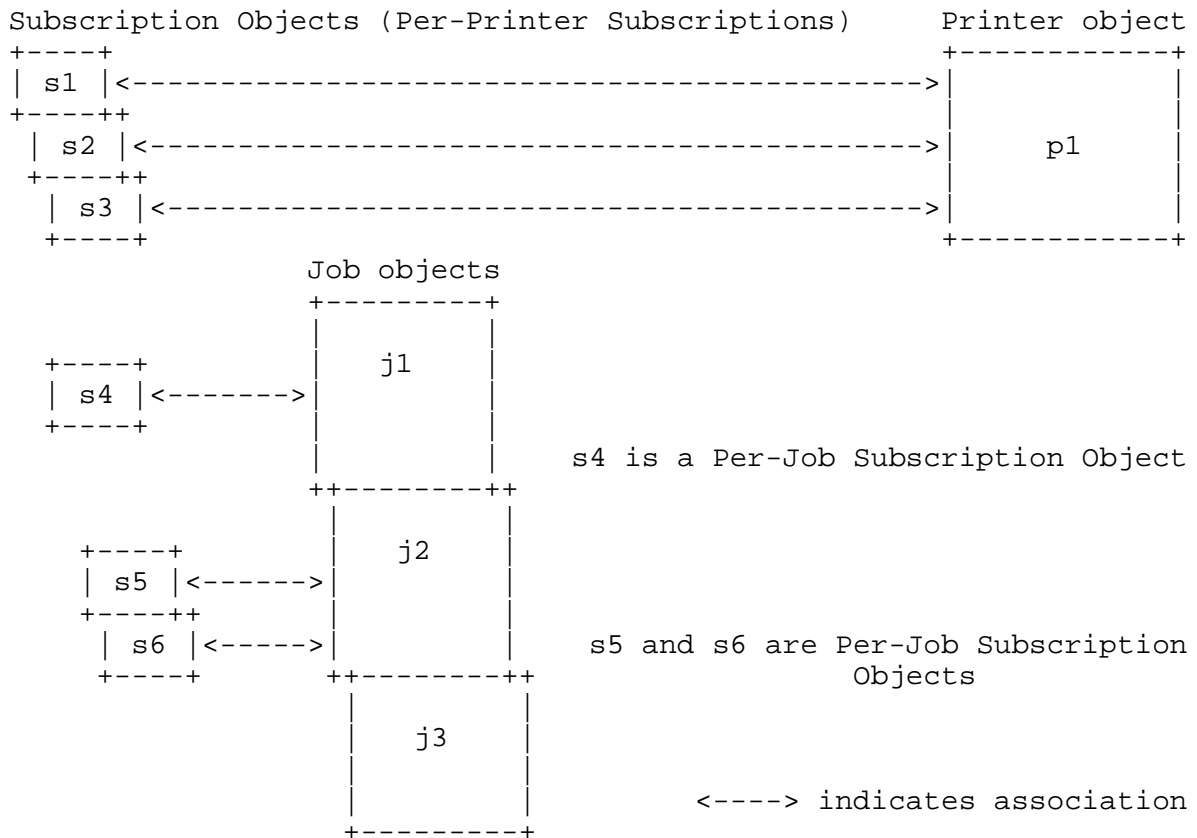 Subscription Objects (Per-Printer Subscriptions) Printer object
s1
s2 p1
s3
Job objects
j1
s4
s4 is a Per-Job Subscription Object
j2
s5
s6 s5 and s6 are Per-Job Subscription
Objects
j3
<----> indicates association